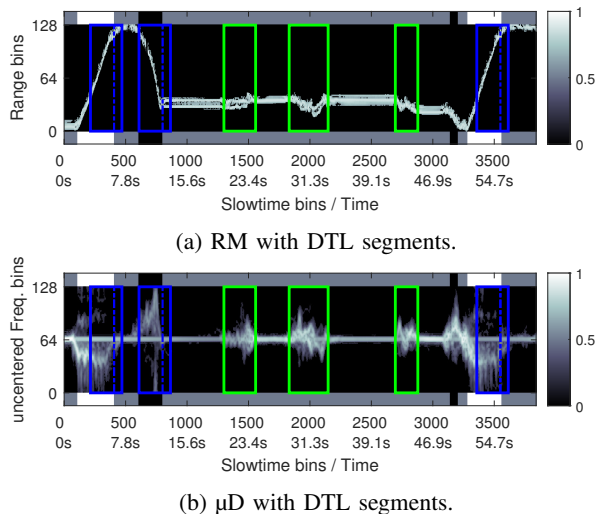 128
64
0
Range bins
1
0.5
0
0 500 1000 1500 2000 2500 3000 3500
0s 7.8s 15.6s 23.4s 31.3s 39.1s 46.9s 54.7s
Slowtime bins / Time
(a) RM with DTL segments.
128
64
0
uncentered Freq. bins
1
0.5
0
0 500 1000 1500 2000 2500 3000 3500
0s 7.8s 15.6s 23.4s 31.3s 39.1s 46.9s 54.7s
Slowtime bins / Time
(b) µD with DTL segments.